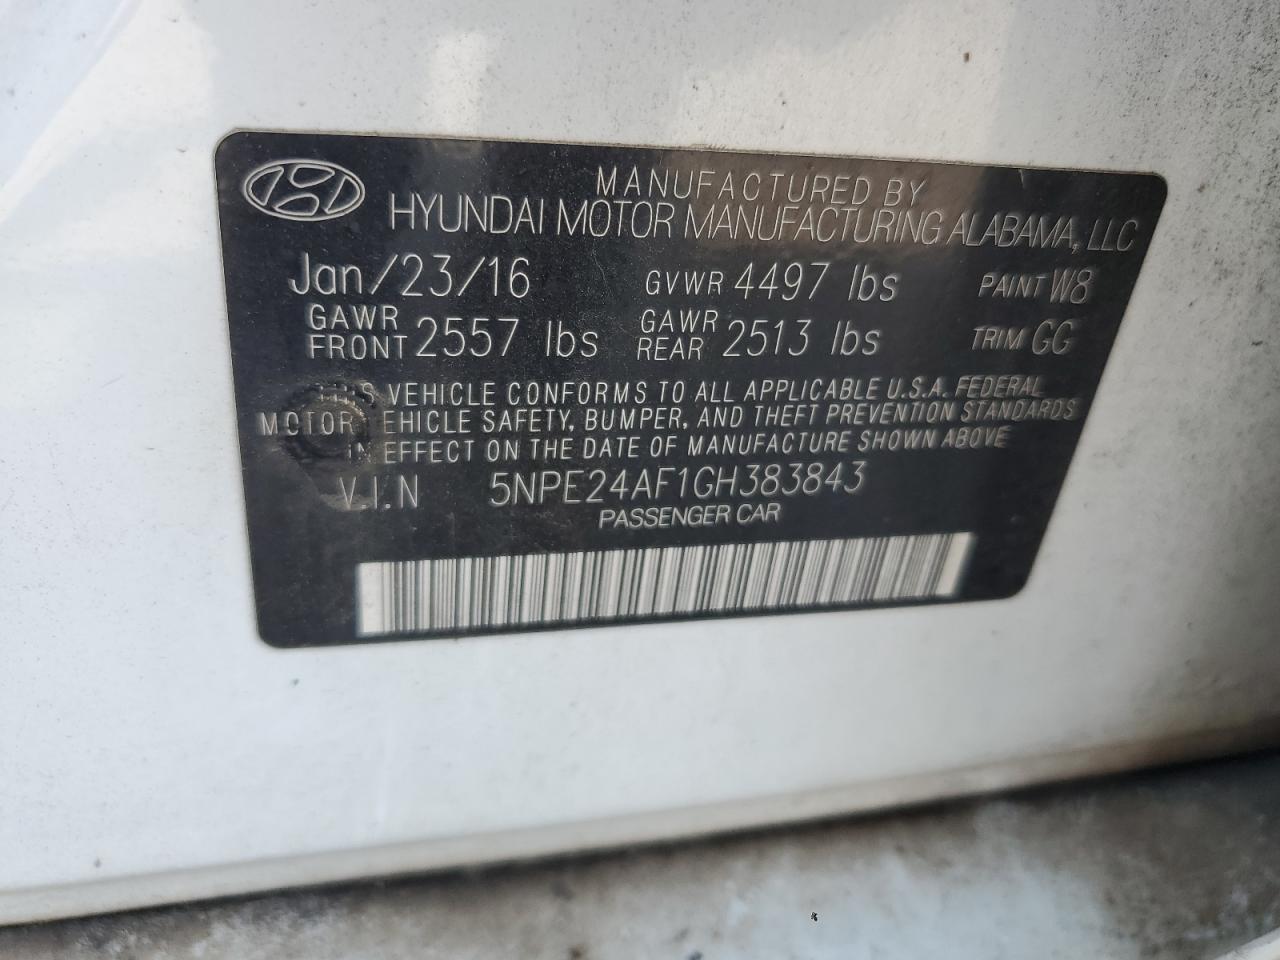 MANUFACTURED BY
HYUNDAI MOTOR MANUFACTURING ALABAMA, LLC
Jan/23/16 GVWR 4497 lbs PAINT W8
GAWR FRONT 2557 lbs GAWR REAR 2513 lbs TRIM GG
THIS VEHICLE CONFORMS TO ALL APPLICABLE U.S.A. FEDERAL
MOTOR VEHICLE SAFETY, BUMPER, AND THEFT PREVENTION STANDARDS
IN EFFECT ON THE DATE OF MANUFACTURE SHOWN ABOVE
V.I.N 5NPE24AF1GH383843
PASSENGER CAR